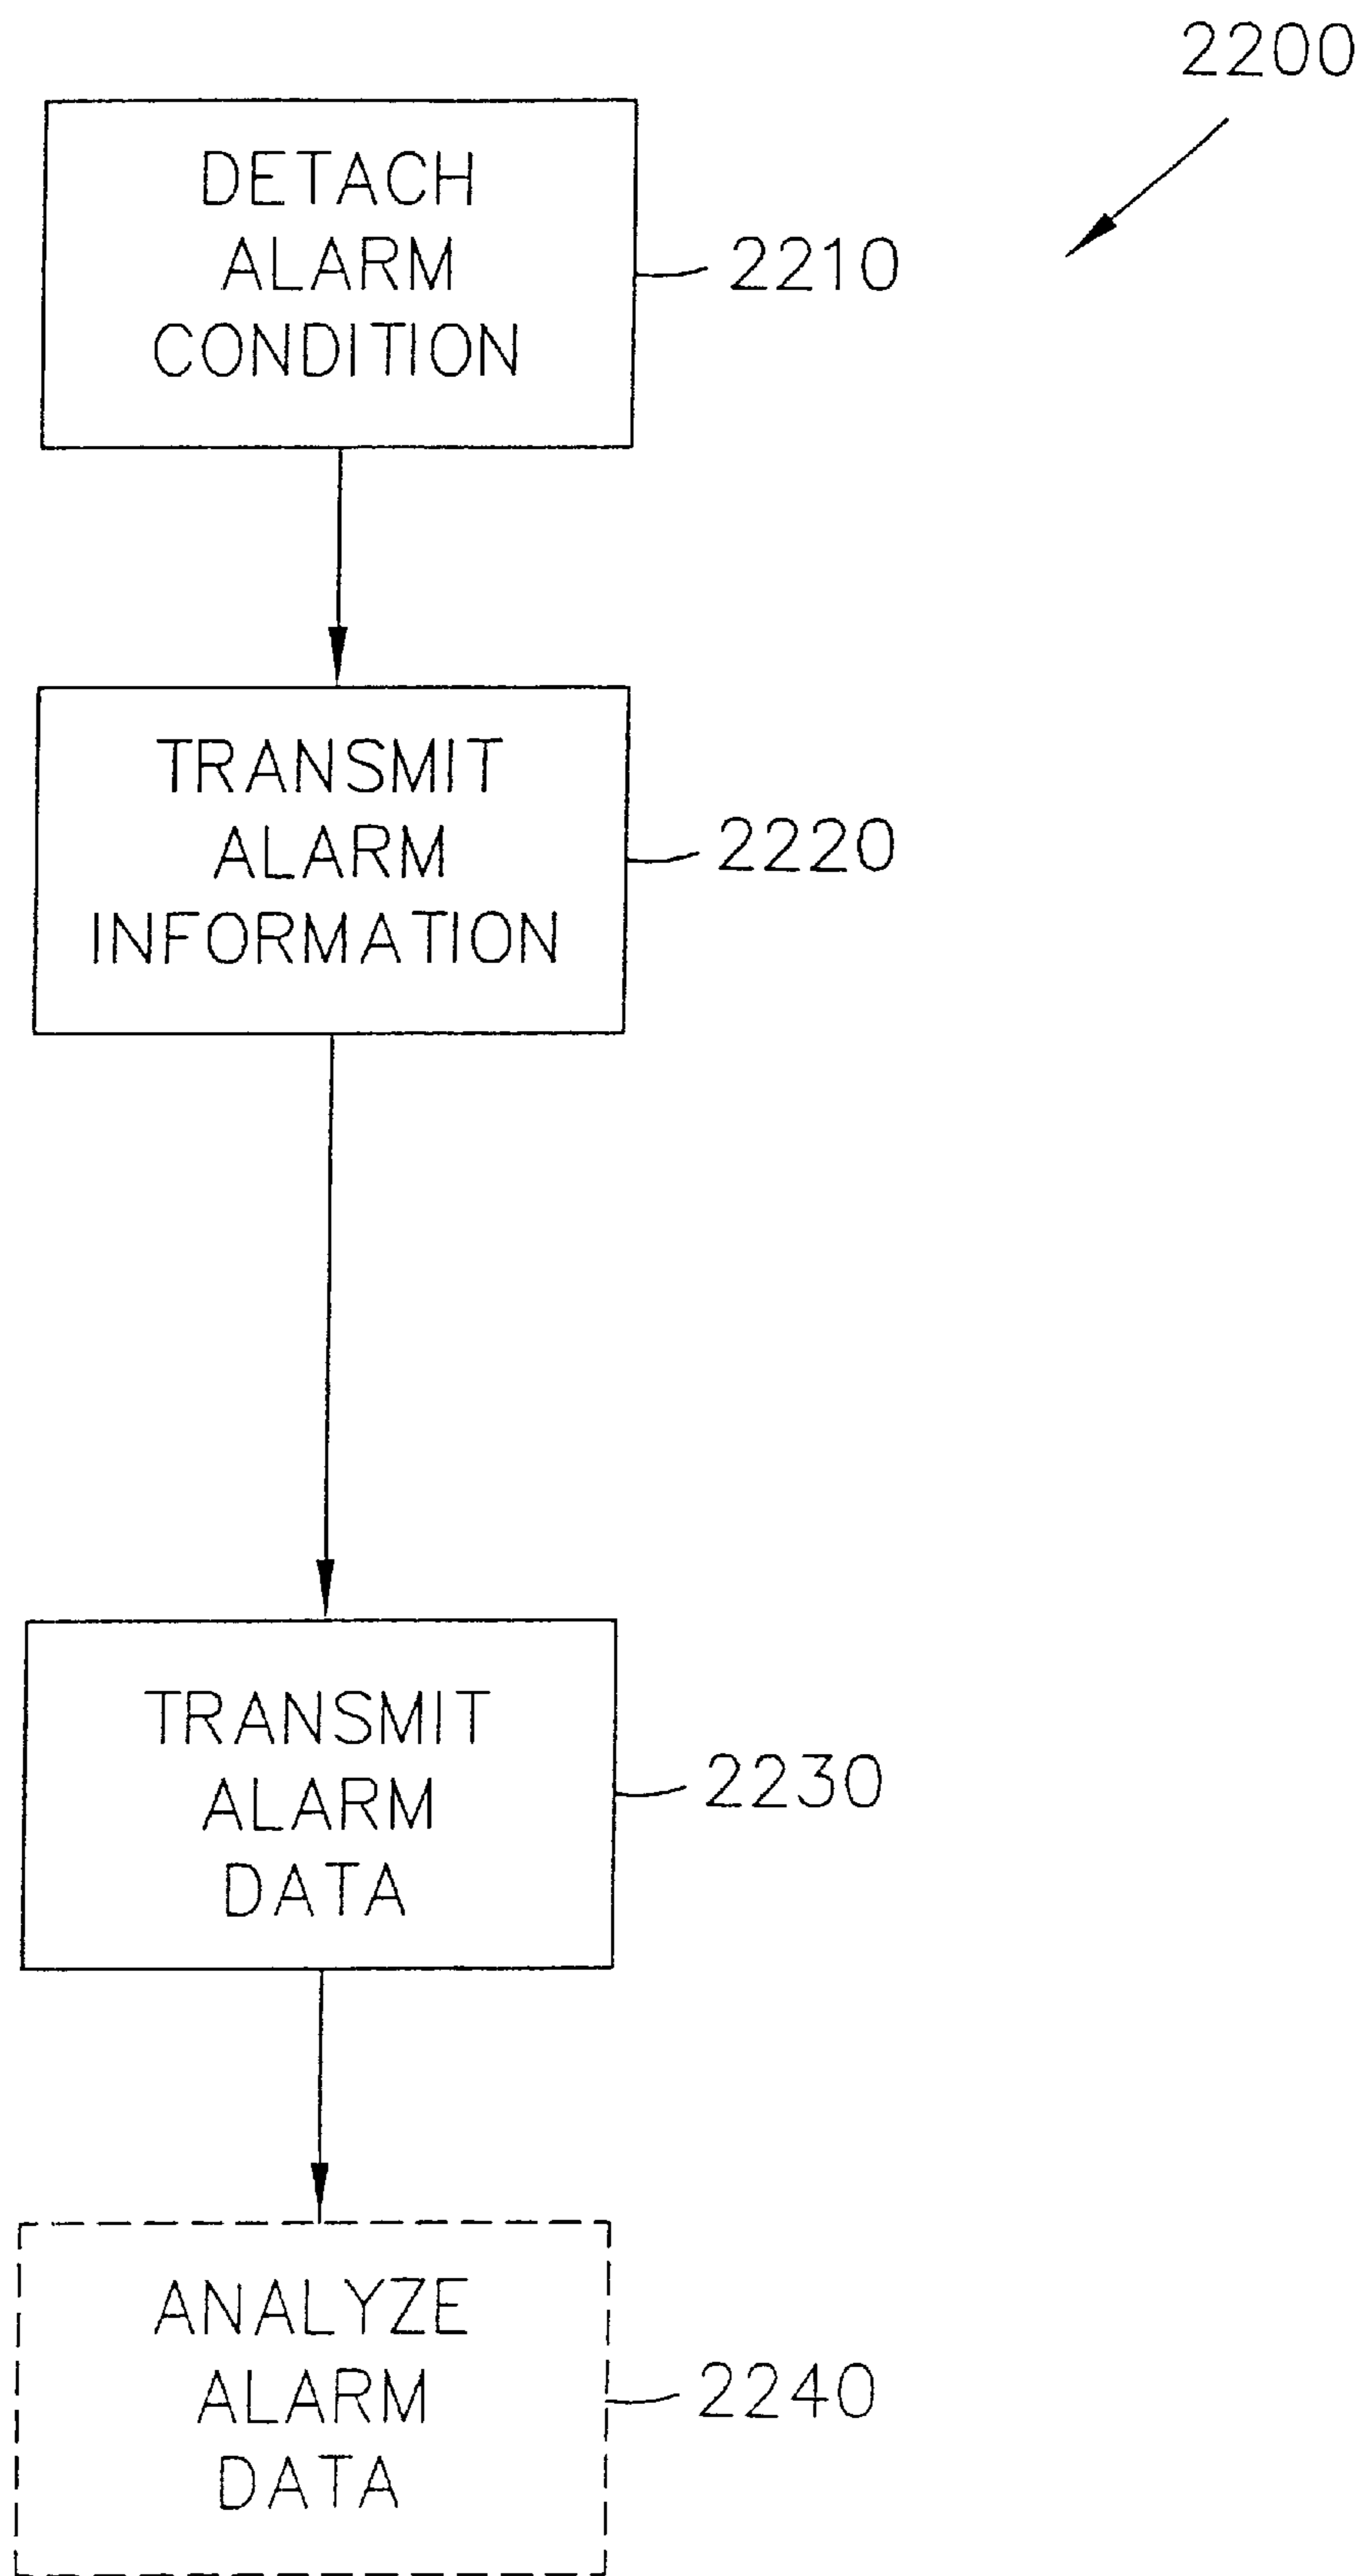 2200
DETACH
ALARM
CONDITION
2210
TRANSMIT
ALARM
INFORMATION
2220
TRANSMIT
ALARM
DATA
2230
ANALYZE
ALARM
DATA
2240